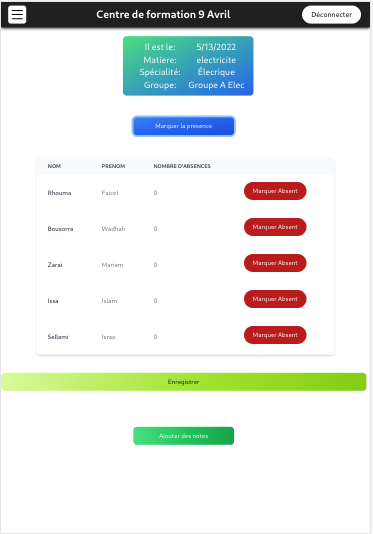 Centre de formation 9 Avril
Déconnecter
Il est le: 5/13/2022
Matiere: electricite
Spécialité: Élecrique
Groupe: Groupe A Elec
Marquer la presence
NOM PRENOM NOMBRE D'ABSENCES
Rhouma Faicel 0 Marquer Absent
Bousorra Wadhah 0 Marquer Absent
Zarai Mariem 0 Marquer Absent
Issa Islam 0 Marquer Absent
Sellami Israa 0 Marquer Absent
Enregistrer
Ajouter des notes